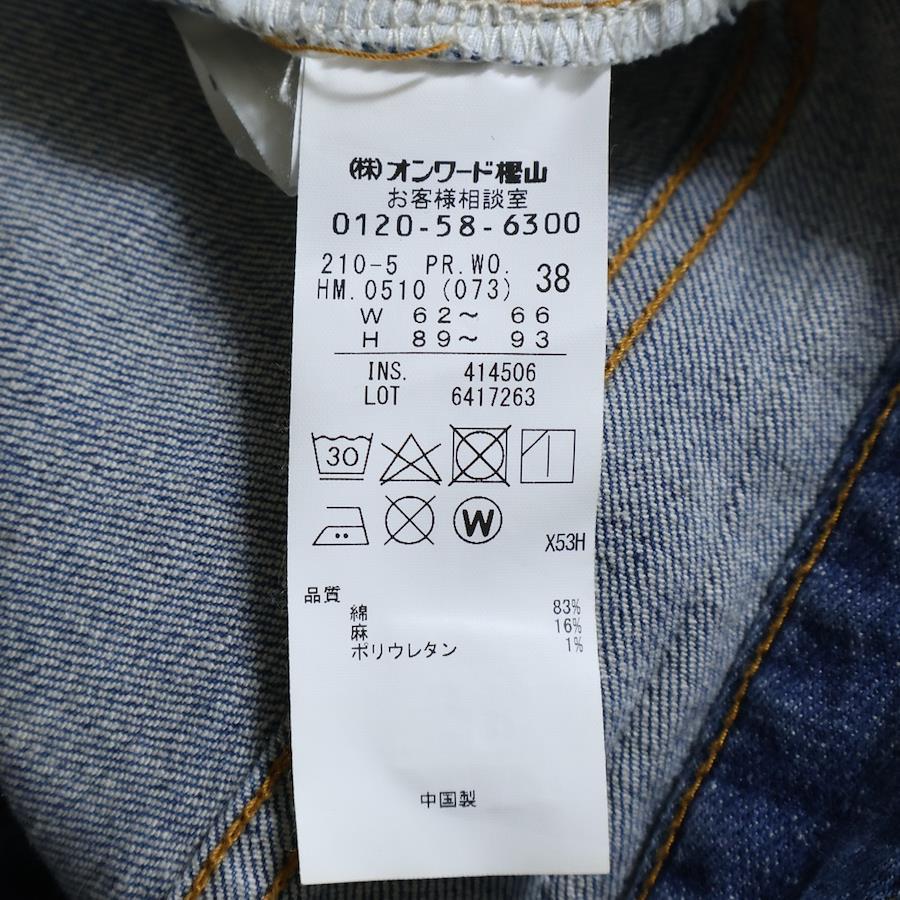 (株)オンワード樫山
お客様相談室
0120-58-6300
210-5 PR.WO.
HM.0510 (073) 38
W 62〜 66
H 89〜 93
INS. 414506
LOT 6417263
30
W
X53H
品質
綿 83%
麻 16%
ポリウレタン 1%
中国製